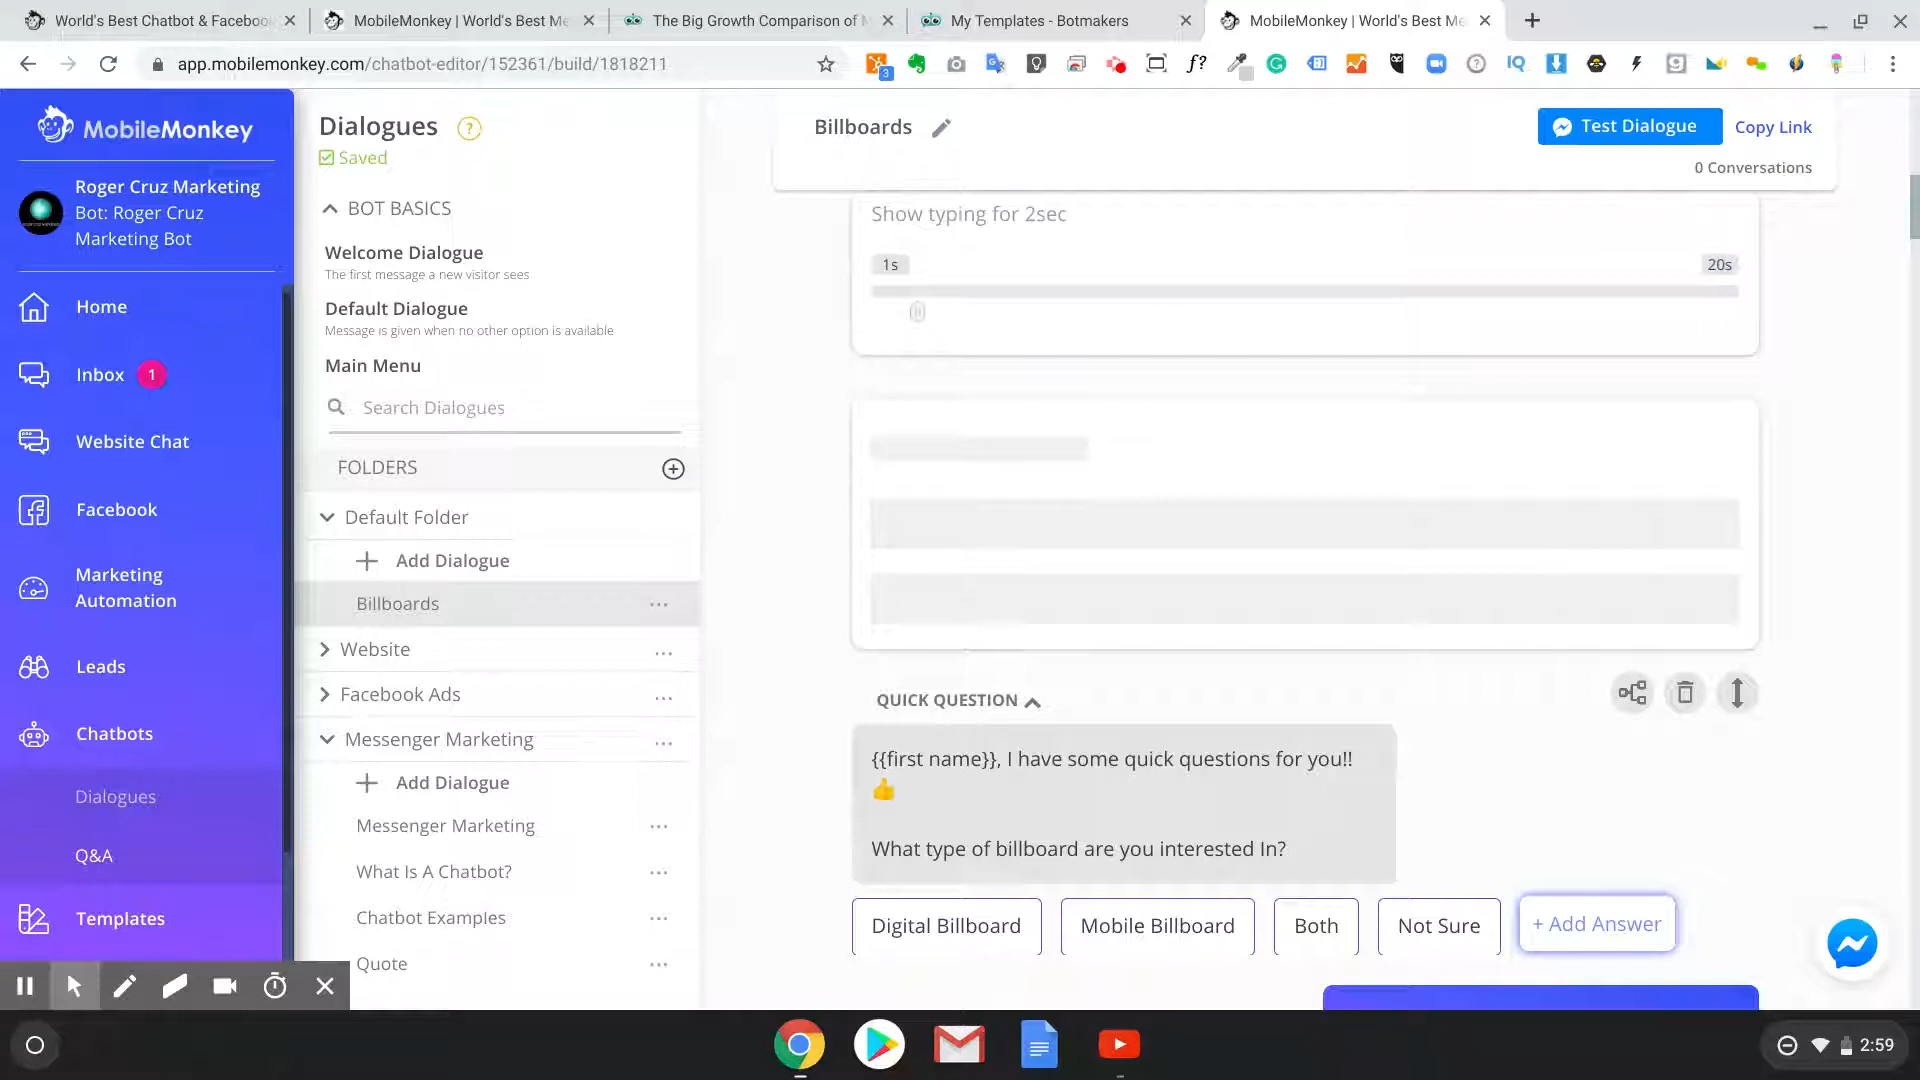 World's Best Chatbot & Facebook
MobileMonkey | World's Best Me
The Big Growth Comparison of M
My Templates - Botmakers
MobileMonkey | World's Best Me
app.mobilemonkey.com/chatbot-editor/152361/build/1818211
3
f?
IQ
g
MobileMonkey
Roger Cruz Marketing
Bot: Roger Cruz
Marketing Bot
Home
Inbox 1
Website Chat
Facebook
Marketing
Automation
Leads
Chatbots
Dialogues
Q&A
Templates
Dialogues ?
Saved
BOT BASICS
Welcome Dialogue
The first message a new visitor sees
Default Dialogue
Message is given when no other option is available
Main Menu
Search Dialogues
FOLDERS
Default Folder
Add Dialogue
Billboards ...
Website ...
Facebook Ads ...
Messenger Marketing ...
Add Dialogue
Messenger Marketing ...
What Is A Chatbot? ...
Chatbot Examples ...
Quote ...
Billboards
Test Dialogue
Copy Link
0 Conversations
Show typing for 2sec
1s
20s
QUICK QUESTION
{{first name}}, I have some quick questions for you!!
👍
What type of billboard are you interested In?
Digital Billboard
Mobile Billboard
Both
Not Sure
+ Add Answer
2:59